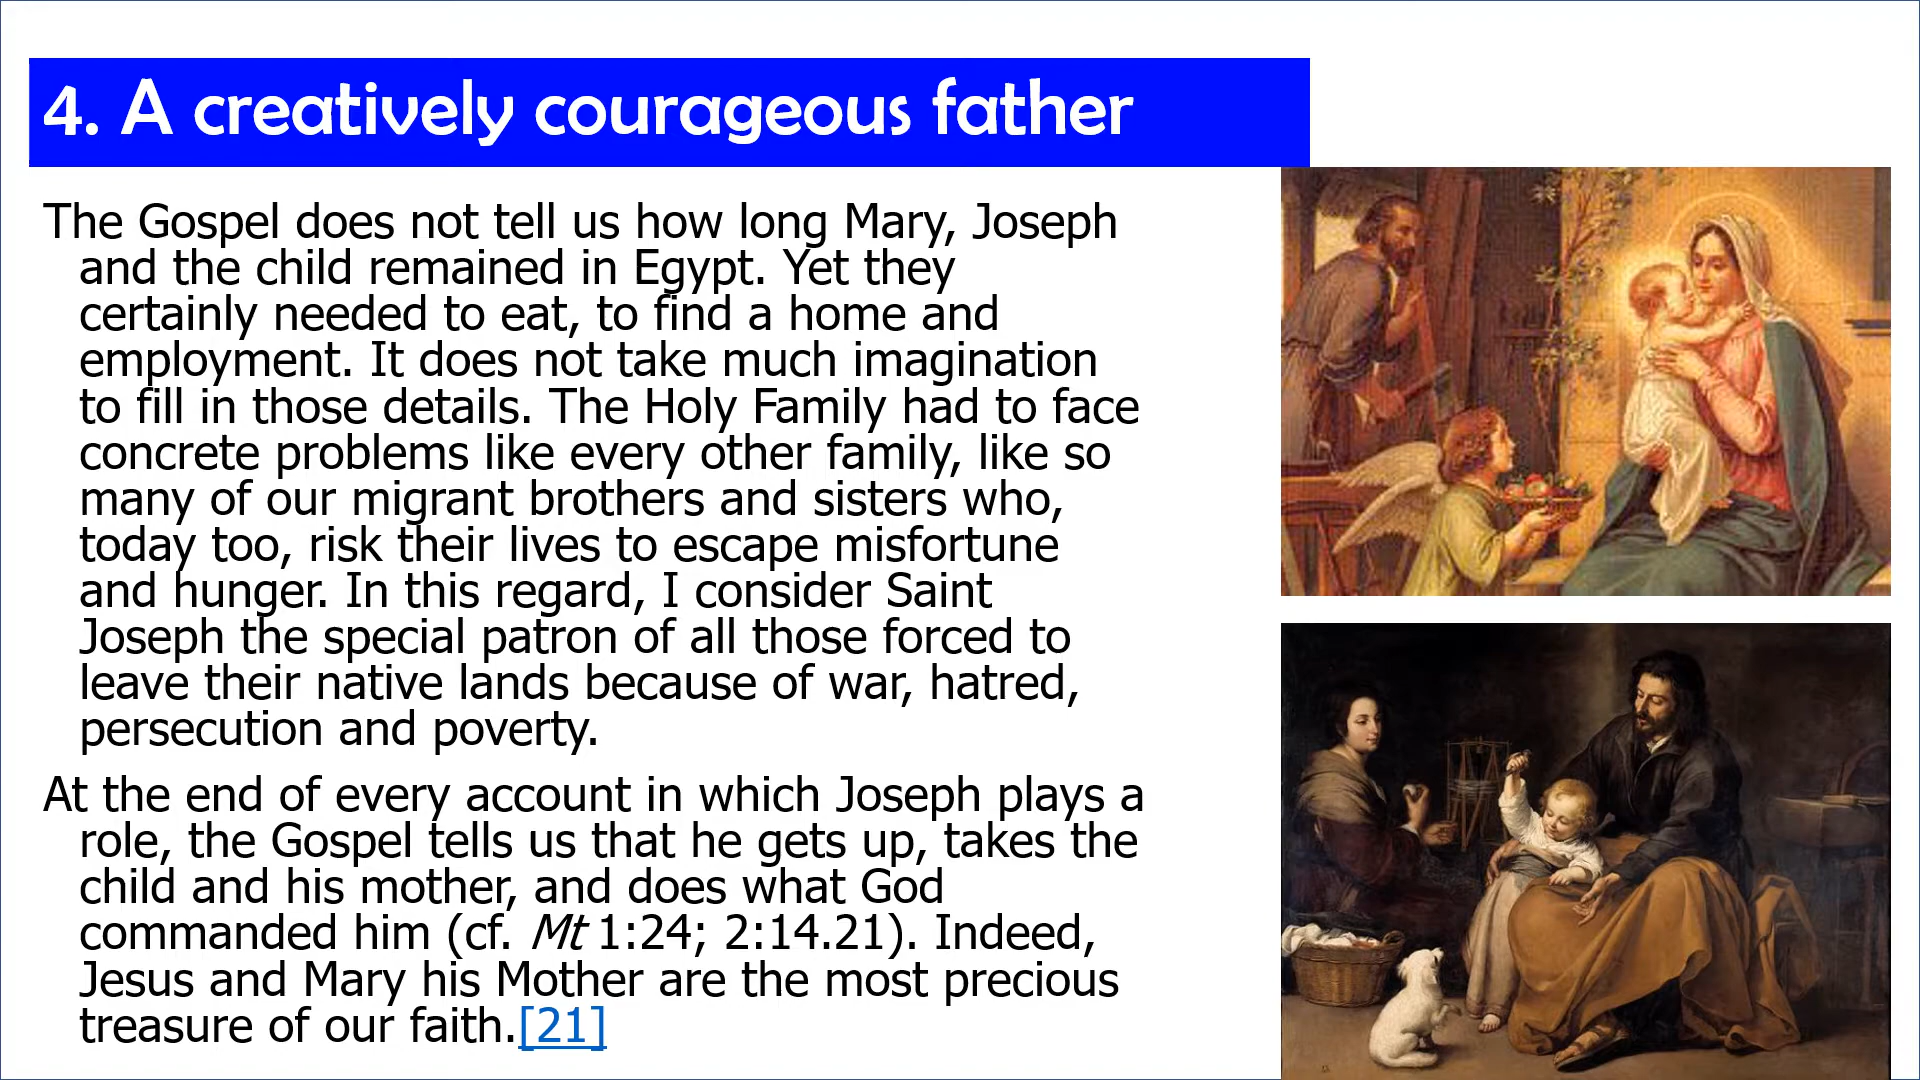 4. A creatively courageous father
The Gospel does not tell us how long Mary, Joseph
and the child remained in Egypt. Yet they
certainly needed to eat, to find a home and
employment. It does not take much imagination
to fill in those details. The Holy Family had to face
concrete problems like every other family, like so
many of our migrant brothers and sisters who,
today too, risk their lives to escape misfortune
and hunger. In this regard, I consider Saint
Joseph the special patron of all those forced to
leave their native lands because of war, hatred,
persecution and poverty.
At the end of every account in which Joseph plays a
role, the Gospel tells us that he gets up, takes the
child and his mother, and does what God
commanded him (cf. Mt 1:24; 2:14.21). Indeed,
Jesus and Mary his Mother are the most precious
treasure of our faith.[21]